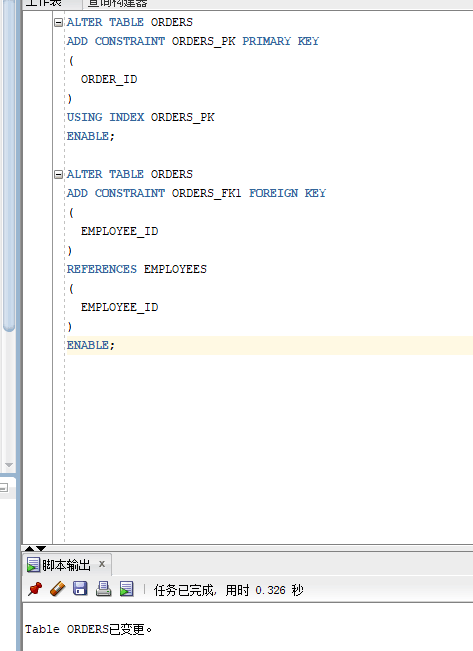 工作表 查询构建器
ALTER TABLE ORDERS
ADD CONSTRAINT ORDERS_PK PRIMARY KEY
(
ORDER_ID
)
USING INDEX ORDERS_PK
ENABLE;
ALTER TABLE ORDERS
ADD CONSTRAINT ORDERS_FK1 FOREIGN KEY
(
EMPLOYEE_ID
)
REFERENCES EMPLOYEES
(
EMPLOYEE_ID
)
ENABLE;
脚本输出 x
任务已完成, 用时 0.326 秒
Table ORDERS已变更。